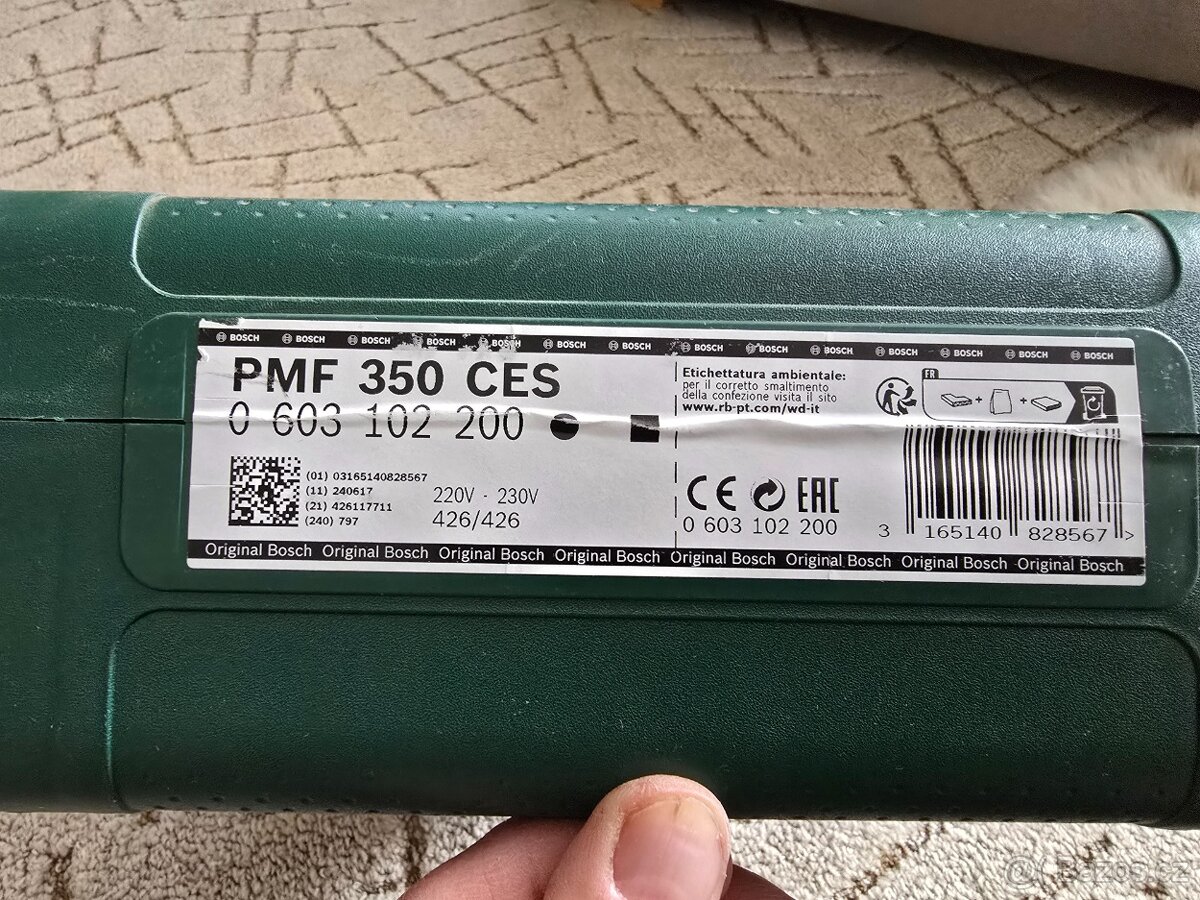 BOSCH BOSCH BOSCH BOSCH BOSCH BOSCH BOSCH BOSCH BOSCH BOSCH BOSCH BOSCH BOSCH BOSCH
PMF 350 CES
0 603 102 200
(01) 03165140828567
(11) 240617
(21) 426117711
(240) 797
220V - 230V
426/426
Etichettatura ambientale:
per il corretto smaltimento
della confezione visita il sito
www.rb-pt.com/wd-it
FR
+ +
CE EAC
0 603 102 200
3 165140 828567 >
Original Bosch Original Bosch Original Bosch Original Bosch Original Bosch Original Bosch Original Bosch Original Bosch
Bazos.cz